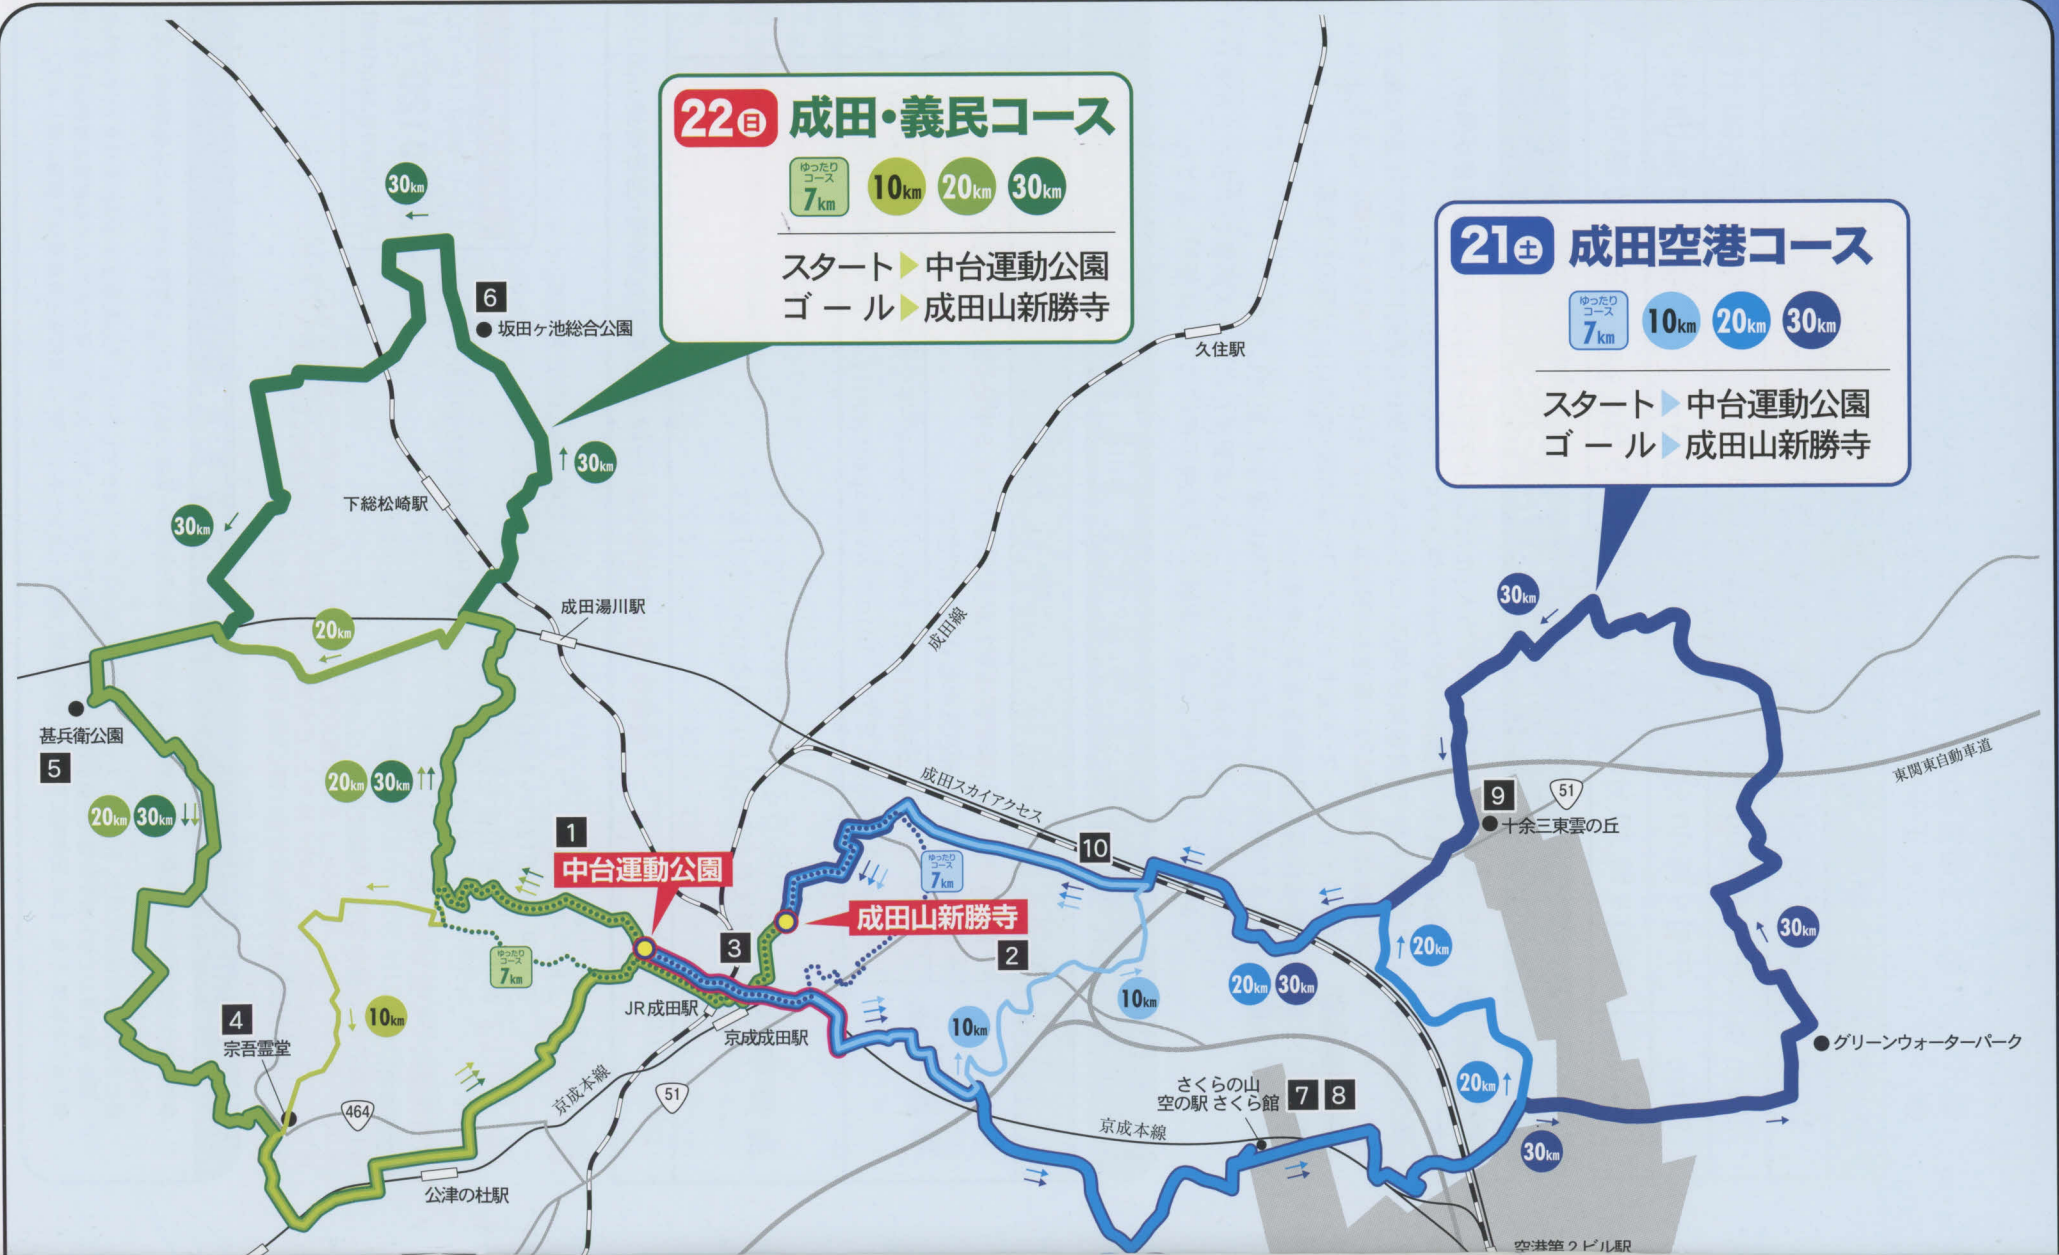 22日 成田・義民コース
ゆったり
コース
7km
10km 20km 30km
スタート▶中台運動公園
ゴール▶成田山新勝寺
21土 成田空港コース
ゆったり
コース
7km
10km 20km 30km
スタート▶中台運動公園
ゴール▶成田山新勝寺
30km
6
坂田ヶ池総合公園
久住駅
30km
下総松崎駅
30km
成田湯川駅
20km
成田線
30km
甚兵衛公園
5
20km 30km
20km 30km
成田スカイアクセス
東関東自動車道
9
51
十余三東雲の丘
1
中台運動公園
10
ゆったり
コース
7km
成田山新勝寺
3
2
ゆったり
コース
7km
20km
30km
20km 30km
10km
10km
10km
4
宗吾霊堂
JR成田駅
京成成田駅
グリーンウォーターパーク
京成本線
51
464
さくらの山
空の駅 さくら館
7 8
20km
京成本線
30km
公津の杜駅
空港第2ビル駅